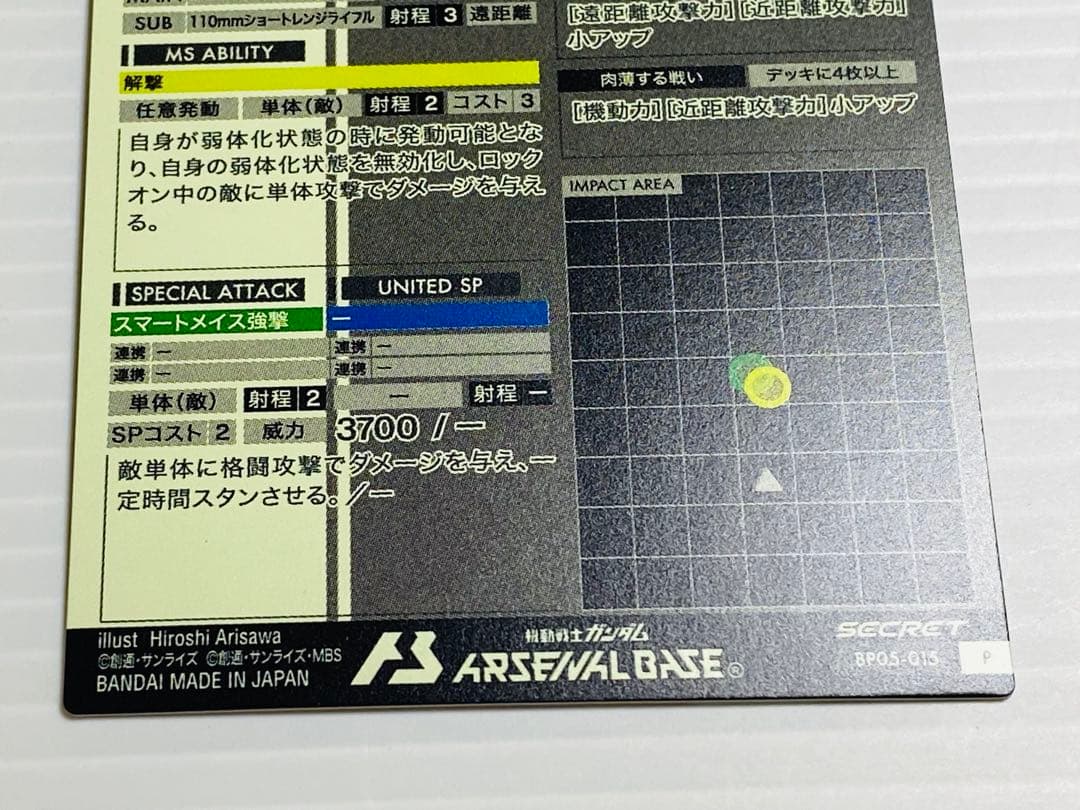 SUB 110mmショートレンジライフル 射程 3 遠距離
MS ABILITY
解撃
任意発動 単体(敵) 射程 2 コスト 3
自身が弱体化状態の時に発動可能とな
り、自身の弱体化状態を無効化し、ロック
オン中の敵に単体攻撃でダメージを与え
る。
SPECIAL ATTACK UNITED SP
スマートメイス強撃 ー
連携 ー 連携 ー
連携 ー 連携 ー
単体(敵) 射程 2 ー 射程 ー
SPコスト 2 威力 3700 / ー
敵単体に格闘攻撃でダメージを与え、一
定時間スタンさせる。/ー
[遠距離攻撃力] [近距離攻撃力]
小アップ
肉薄する戦い デッキに4枚以上
[機動力] [近距離攻撃力]小アップ
IMPACT AREA
illust Hiroshi Arisawa
©創通・サンライズ ©創通・サンライズ・MBS
BANDAI MADE IN JAPAN
機動戦士ガンダム
ARSENAL BASE®
SECRET
BP05-015 P